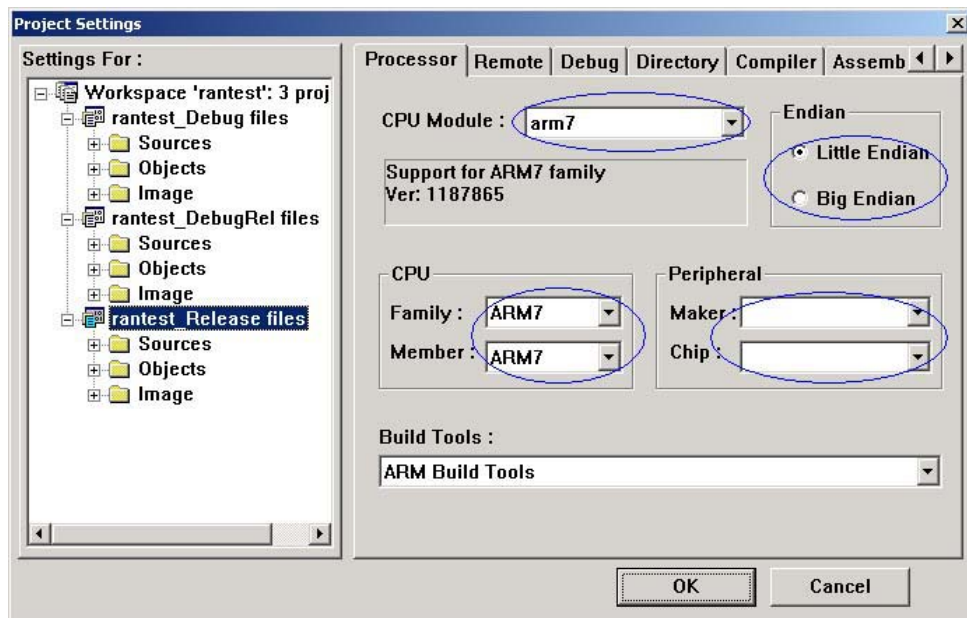 Project Settings
Settings For :
Workspace 'rantest': 3 proj
rantest_Debug files
Sources
Objects
Image
rantest_DebugRel files
Sources
Objects
Image
rantest_Release files
Sources
Objects
Image
Processor Remote Debug Directory Compiler Assemb
CPU Module : arm7
Support for ARM7 family
Ver: 1187865
Endian
Little Endian
Big Endian
CPU
Family : ARM7
Member : ARM7
Peripheral
Maker :
Chip :
Build Tools :
ARM Build Tools
OK Cancel